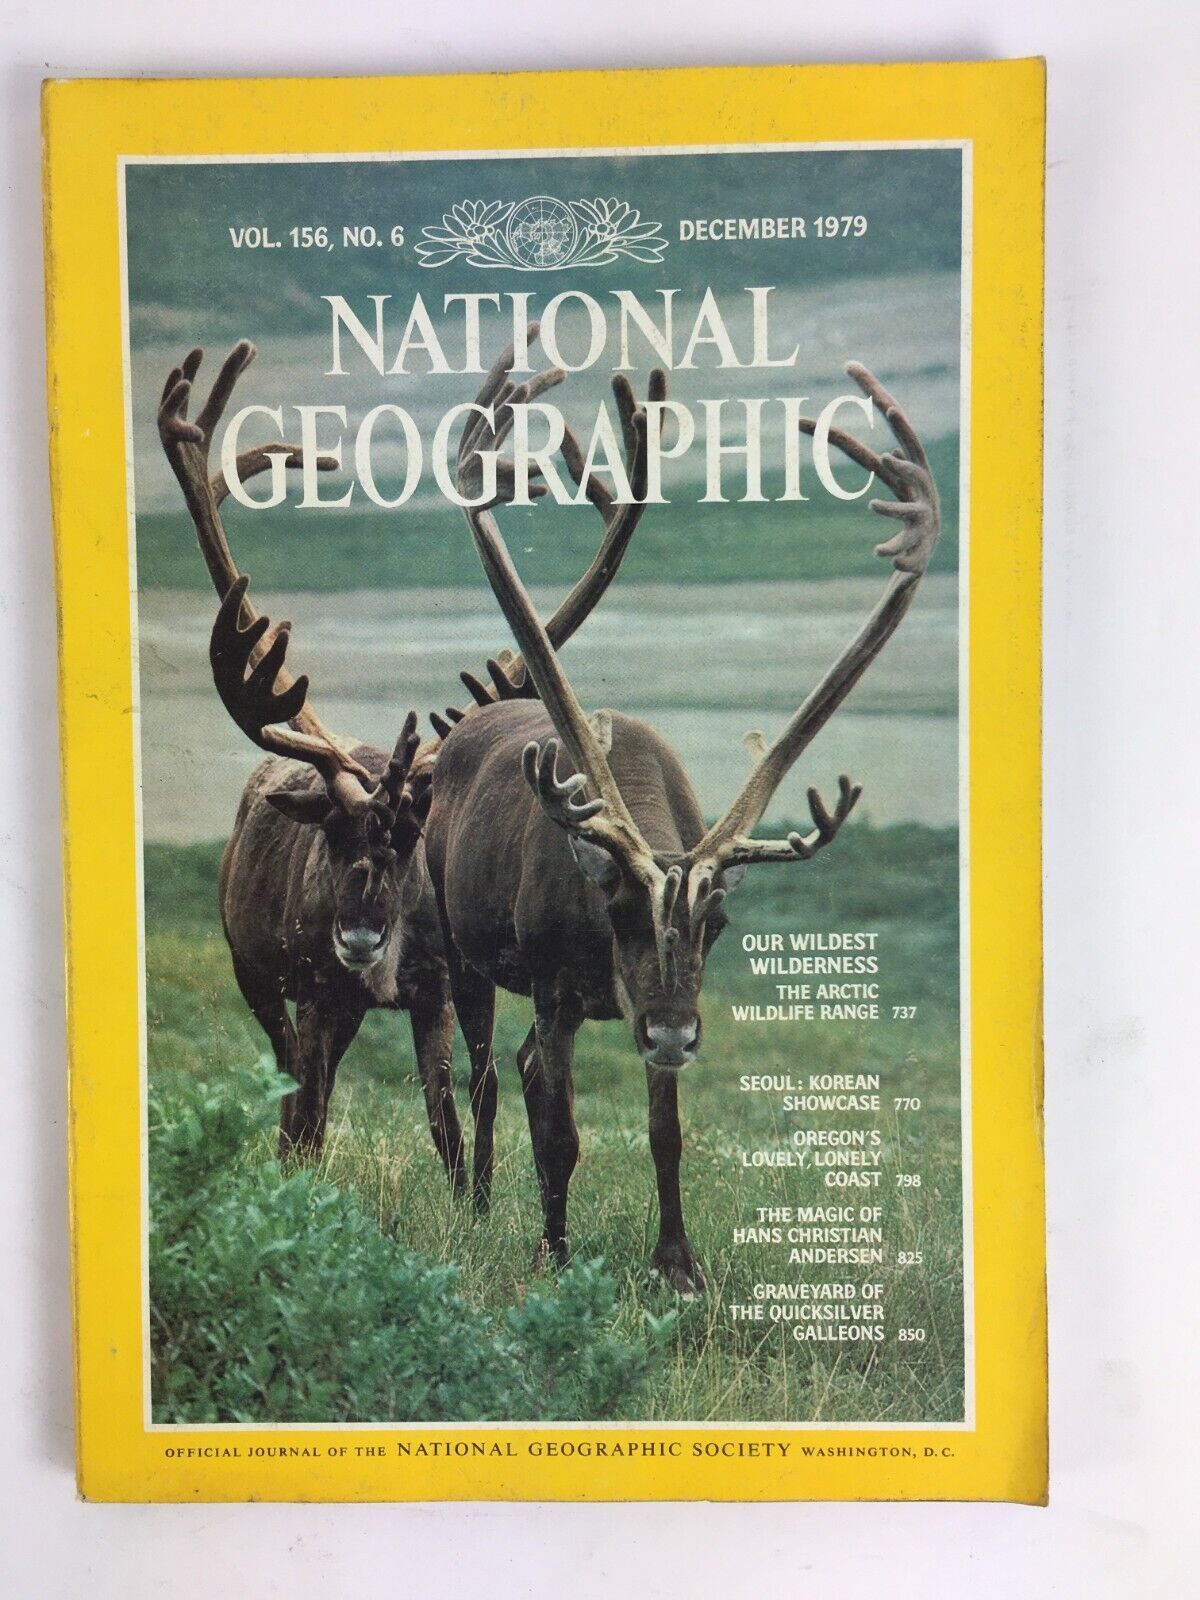 VOL. 156, NO. 6
DECEMBER 1979
NATIONAL
GEOGRAPHIC
OUR WILDEST
WILDERNESS
THE ARCTIC
WILDLIFE RANGE 737
SEOUL: KOREAN
SHOWCASE 770
OREGON'S
LOVELY, LONELY
COAST 798
THE MAGIC OF
HANS CHRISTIAN
ANDERSEN 825
GRAVEYARD OF
THE QUICKSILVER
GALLEONS 850
OFFICIAL JOURNAL OF THE NATIONAL GEOGRAPHIC SOCIETY WASHINGTON, D.C.